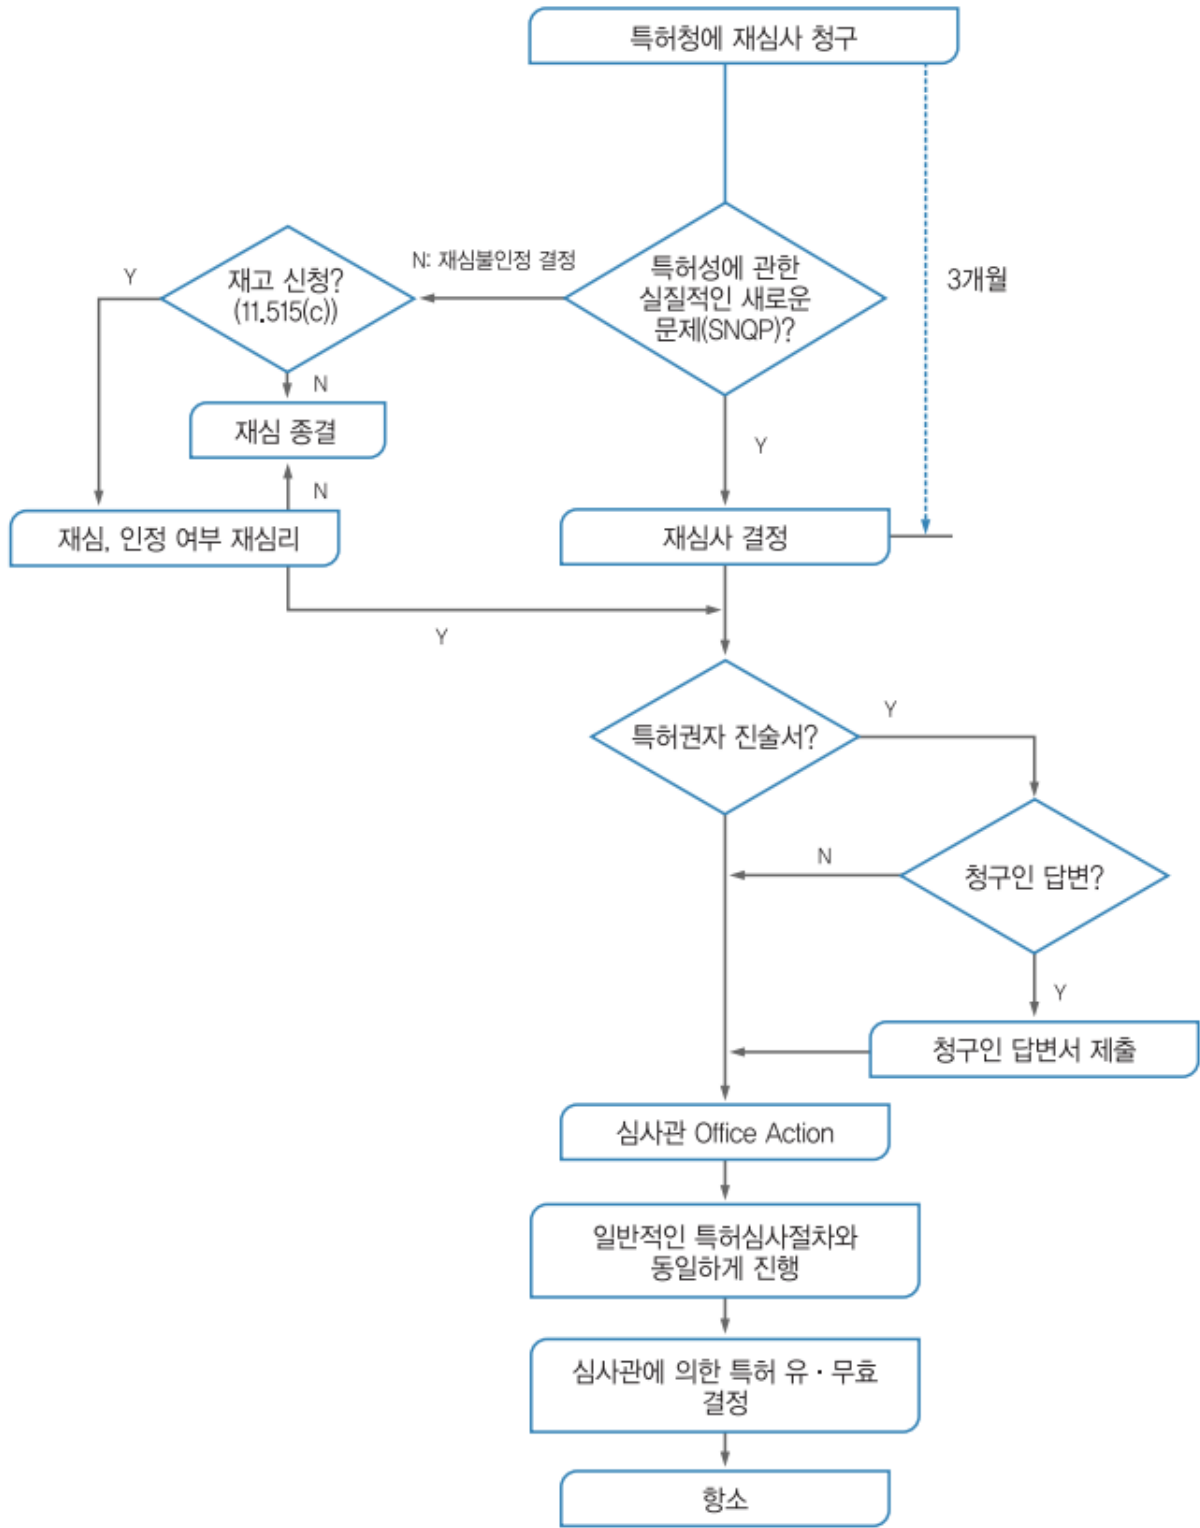 특허청에 재심사 청구
3개월
특허성에 관한
실질적인 새로운
문제(SNQP)?
N: 재심불인정 결정
재고 신청?
(11.515(c))
Y
N
재심 종결
N
재심, 인정 여부 재심리
Y
재심사 결정
Y
특허권자 진술서?
Y
청구인 답변?
N
Y
청구인 답변서 제출
심사관 Office Action
일반적인 특허심사절차와
동일하게 진행
심사관에 의한 특허 유 · 무효
결정
항소